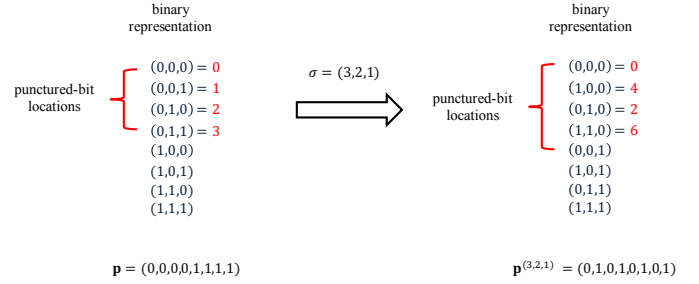 binary
representation
(0,0,0) = 0
(0,0,1) = 1
(0,1,0) = 2
(0,1,1) = 3
(1,0,0)
(1,0,1)
(1,1,0)
(1,1,1)
punctured-bit
locations
𝐩 = (0,0,0,0,1,1,1,1)
σ = (3,2,1)
binary
representation
(0,0,0) = 0
(1,0,0) = 4
(0,1,0) = 2
(1,1,0) = 6
(0,0,1)
(1,0,1)
(0,1,1)
(1,1,1)
punctured-bit
locations
𝐩^(3,2,1) = (0,1,0,1,0,1,0,1)